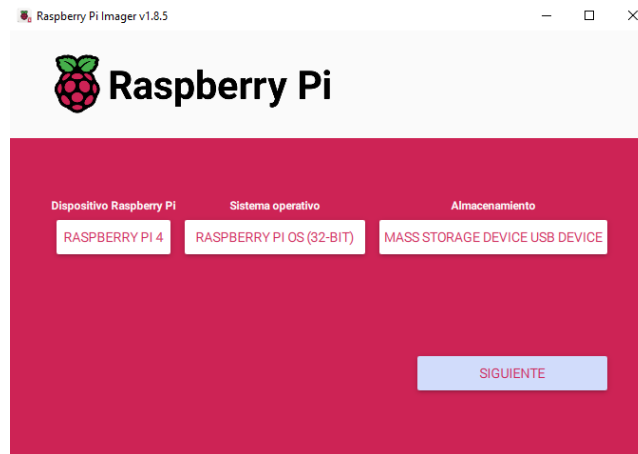 Raspberry Pi Imager v1.8.5
Raspberry Pi
Dispositivo Raspberry Pi Sistema operativo Almacenamiento
RASPBERRY PI 4 RASPBERRY PI OS (32-BIT) MASS STORAGE DEVICE USB DEVICE
SIGUIENTE